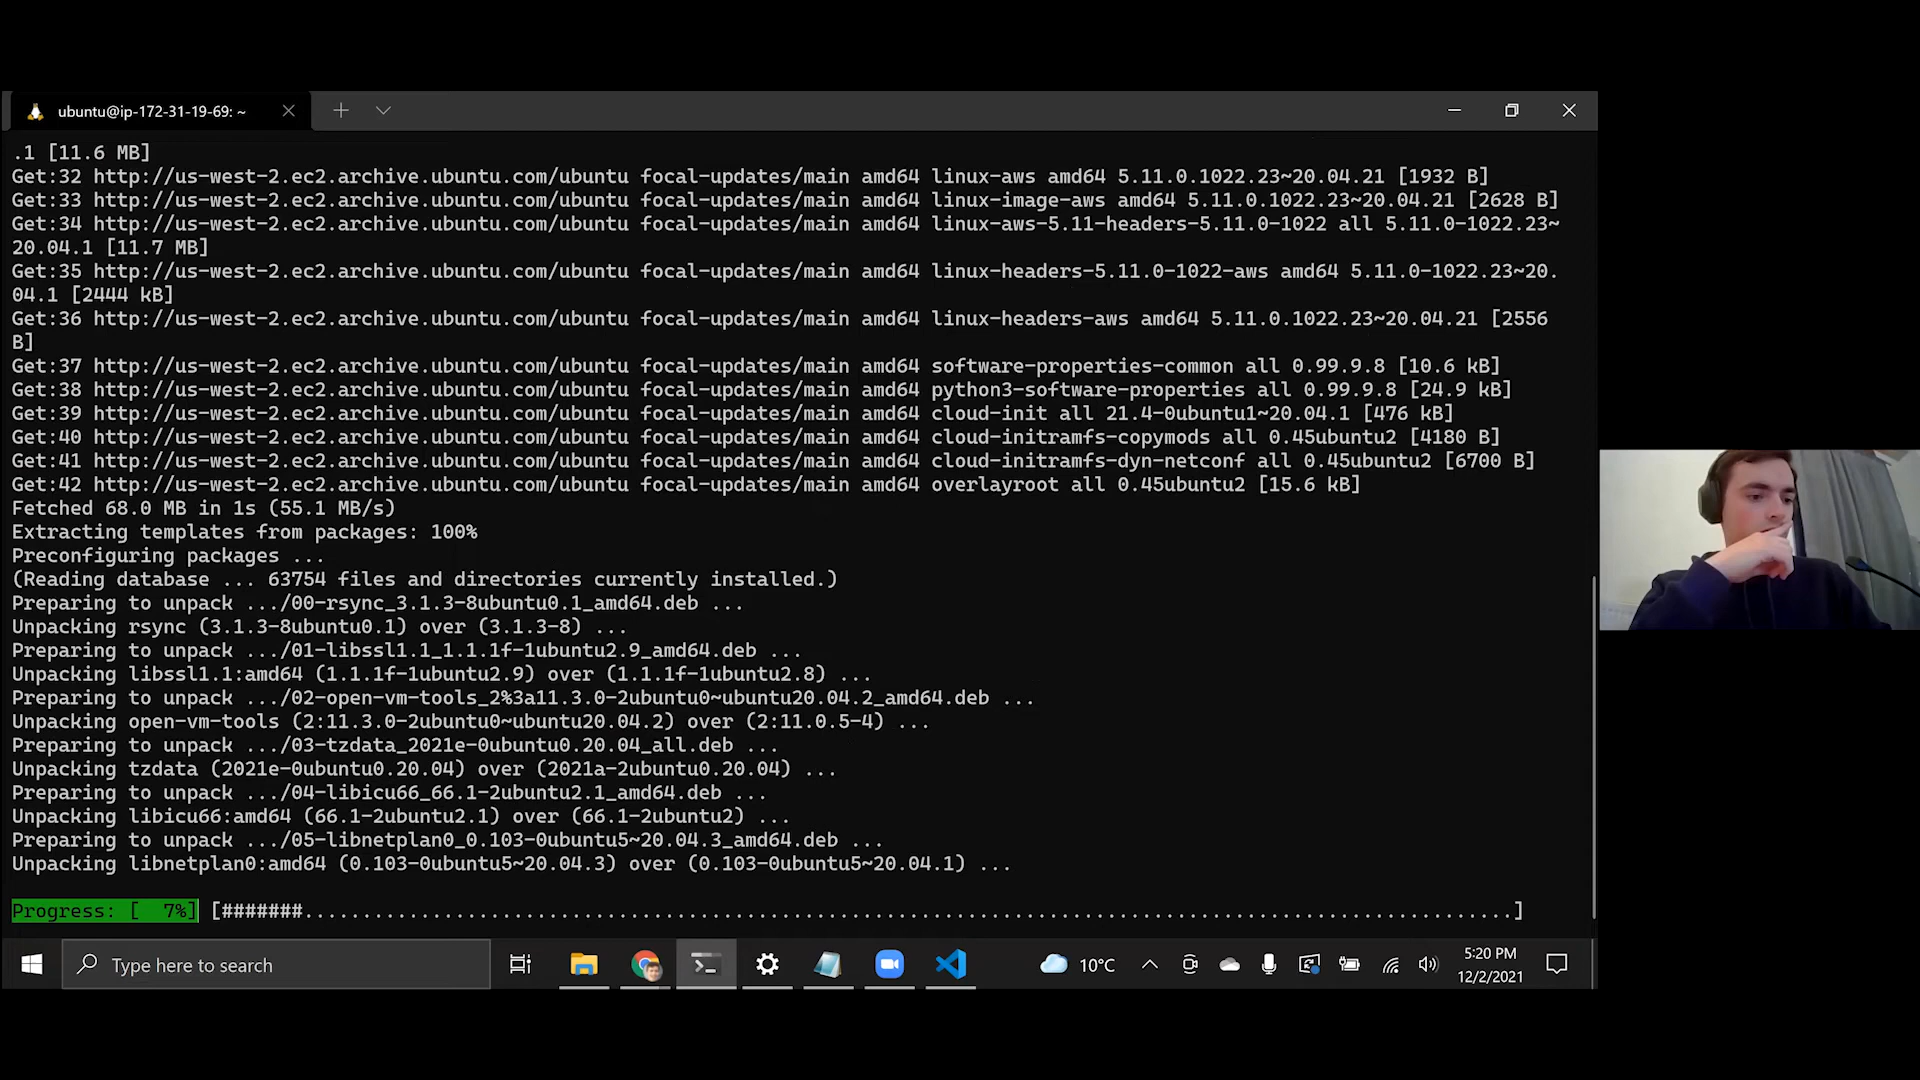 ubuntu@ip-172-31-19-69: ~
.1 [11.6 MB]
Get:32 http://us-west-2.ec2.archive.ubuntu.com/ubuntu focal-updates/main amd64 linux-aws amd64 5.11.0.1022.23~20.04.21 [1932 B]
Get:33 http://us-west-2.ec2.archive.ubuntu.com/ubuntu focal-updates/main amd64 linux-image-aws amd64 5.11.0.1022.23~20.04.21 [2628 B]
Get:34 http://us-west-2.ec2.archive.ubuntu.com/ubuntu focal-updates/main amd64 linux-aws-5.11-headers-5.11.0-1022 all 5.11.0-1022.23~
20.04.1 [11.7 MB]
Get:35 http://us-west-2.ec2.archive.ubuntu.com/ubuntu focal-updates/main amd64 linux-headers-5.11.0-1022-aws amd64 5.11.0-1022.23~20.
04.1 [2444 kB]
Get:36 http://us-west-2.ec2.archive.ubuntu.com/ubuntu focal-updates/main amd64 linux-headers-aws amd64 5.11.0.1022.23~20.04.21 [2556
B]
Get:37 http://us-west-2.ec2.archive.ubuntu.com/ubuntu focal-updates/main amd64 software-properties-common all 0.99.9.8 [10.6 kB]
Get:38 http://us-west-2.ec2.archive.ubuntu.com/ubuntu focal-updates/main amd64 python3-software-properties all 0.99.9.8 [24.9 kB]
Get:39 http://us-west-2.ec2.archive.ubuntu.com/ubuntu focal-updates/main amd64 cloud-init all 21.4-0ubuntu1~20.04.1 [476 kB]
Get:40 http://us-west-2.ec2.archive.ubuntu.com/ubuntu focal-updates/main amd64 cloud-initramfs-copymods all 0.45ubuntu2 [4180 B]
Get:41 http://us-west-2.ec2.archive.ubuntu.com/ubuntu focal-updates/main amd64 cloud-initramfs-dyn-netconf all 0.45ubuntu2 [6700 B]
Get:42 http://us-west-2.ec2.archive.ubuntu.com/ubuntu focal-updates/main amd64 overlayroot all 0.45ubuntu2 [15.6 kB]
Fetched 68.0 MB in 1s (55.1 MB/s)
Extracting templates from packages: 100%
Preconfiguring packages ...
(Reading database ... 63754 files and directories currently installed.)
Preparing to unpack .../00-rsync_3.1.3-8ubuntu0.1_amd64.deb ...
Unpacking rsync (3.1.3-8ubuntu0.1) over (3.1.3-8) ...
Preparing to unpack .../01-libssl1.1_1.1.1f-1ubuntu2.9_amd64.deb ...
Unpacking libssl1.1:amd64 (1.1.1f-1ubuntu2.9) over (1.1.1f-1ubuntu2.8) ...
Preparing to unpack .../02-open-vm-tools_2%3a11.3.0-2ubuntu0~ubuntu20.04.2_amd64.deb ...
Unpacking open-vm-tools (2:11.3.0-2ubuntu0~ubuntu20.04.2) over (2:11.0.5-4) ...
Preparing to unpack .../03-tzdata_2021e-0ubuntu0.20.04_all.deb ...
Unpacking tzdata (2021e-0ubuntu0.20.04) over (2021a-2ubuntu0.20.04) ...
Preparing to unpack .../04-libicu66_66.1-2ubuntu2.1_amd64.deb ...
Unpacking libicu66:amd64 (66.1-2ubuntu2.1) over (66.1-2ubuntu2) ...
Preparing to unpack .../05-libnetplan0_0.103-0ubuntu5~20.04.3_amd64.deb ...
Unpacking libnetplan0:amd64 (0.103-0ubuntu5~20.04.3) over (0.103-0ubuntu5~20.04.1) ...
Progress: [  7%] [#######........................................................................................................]
Type here to search
10°C
5:20 PM
12/2/2021